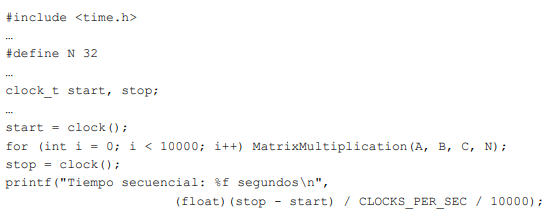 #include <time.h>
…
#define N 32
…
clock_t start, stop;
…
start = clock();
for (int i = 0; i < 10000; i++) MatrixMultiplication(A, B, C, N);
stop = clock();
printf("Tiempo secuencial: %f segundos\n",
(float)(stop - start) / CLOCKS_PER_SEC / 10000);